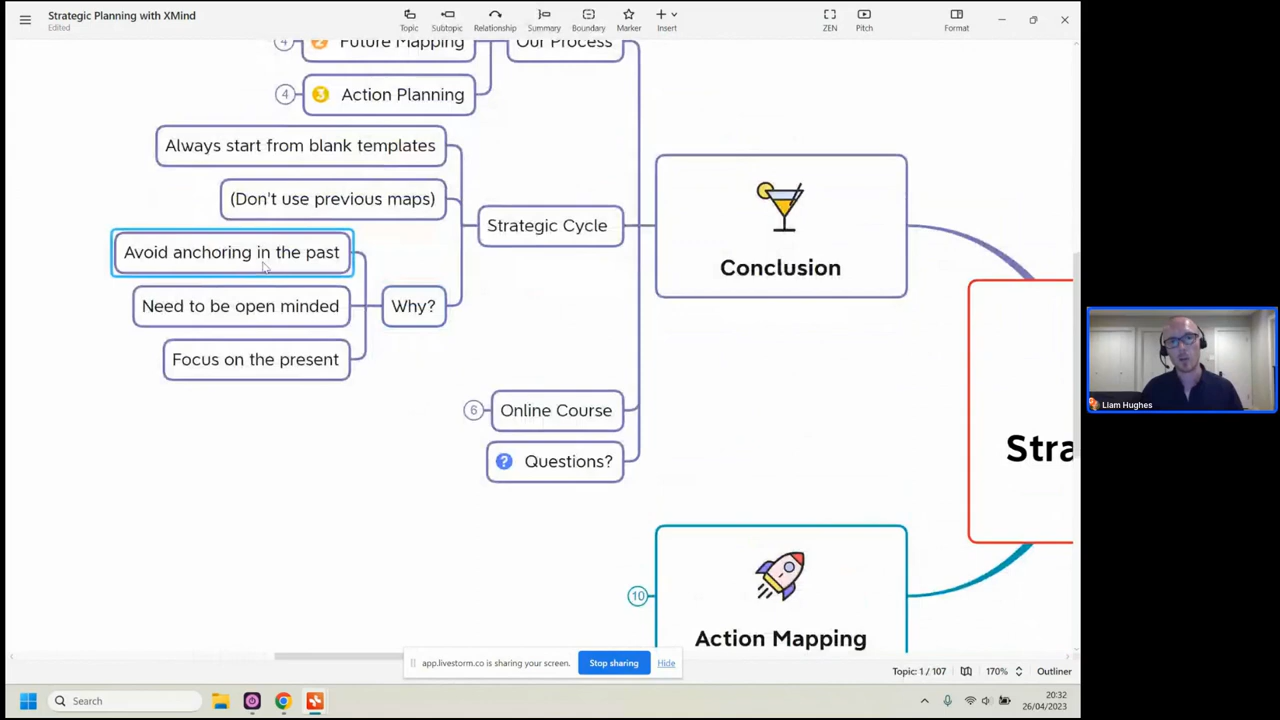 Strategic Planning with XMind
Edited
Topic
Subtopic
Relationship
Summary
Boundary
Marker
Insert
ZEN
Pitch
Format
4
2
Future Mapping
Our Process
4
3
Action Planning
Always start from blank templates
(Don't use previous maps)
Strategic Cycle
Avoid anchoring in the past
Need to be open minded
Why?
Focus on the present
Conclusion
6
Online Course
?
Questions?
Stra
10
Action Mapping
Liam Hughes
app.livestorm.co is sharing your screen.
Stop sharing
Hide
Topic: 1 / 107
170%
Outliner
Search
20:32
26/04/2023